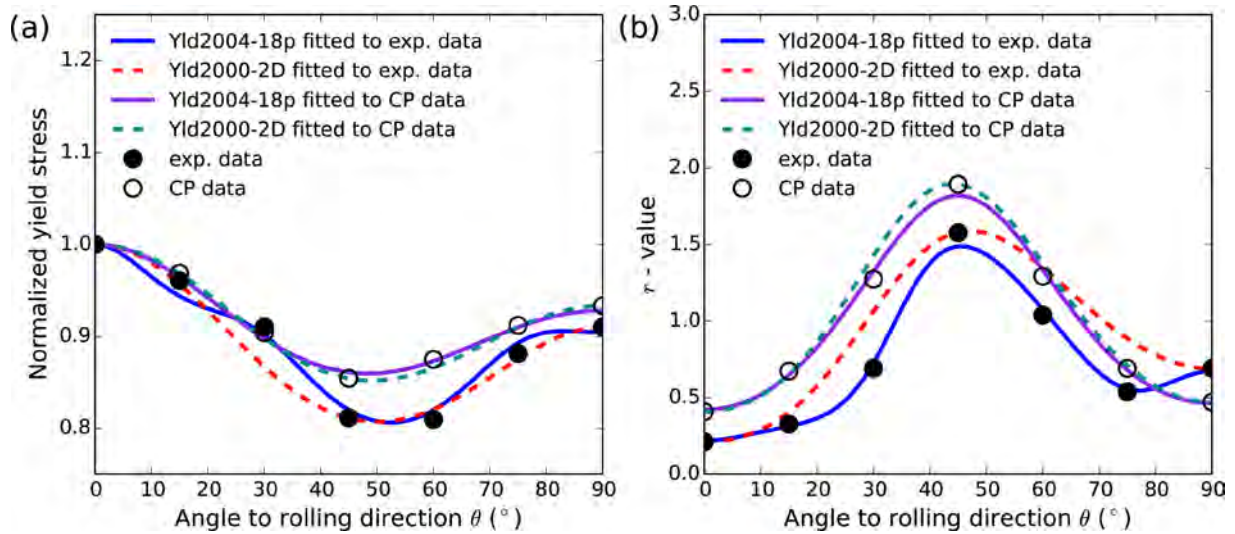 (a)
Yld2004-18p fitted to exp. data
Yld2000-2D fitted to exp. data
Yld2004-18p fitted to CP data
Yld2000-2D fitted to CP data
exp. data
CP data
Normalized yield stress
1.2
1.1
1.0
0.9
0.8
0 10 20 30 40 50 60 70 80 90
Angle to rolling direction θ (°)
(b)
Yld2004-18p fitted to exp. data
Yld2000-2D fitted to exp. data
Yld2004-18p fitted to CP data
Yld2000-2D fitted to CP data
exp. data
CP data
r - value
3.0
2.5
2.0
1.5
1.0
0.5
0.0
0 10 20 30 40 50 60 70 80 90
Angle to rolling direction θ (°)